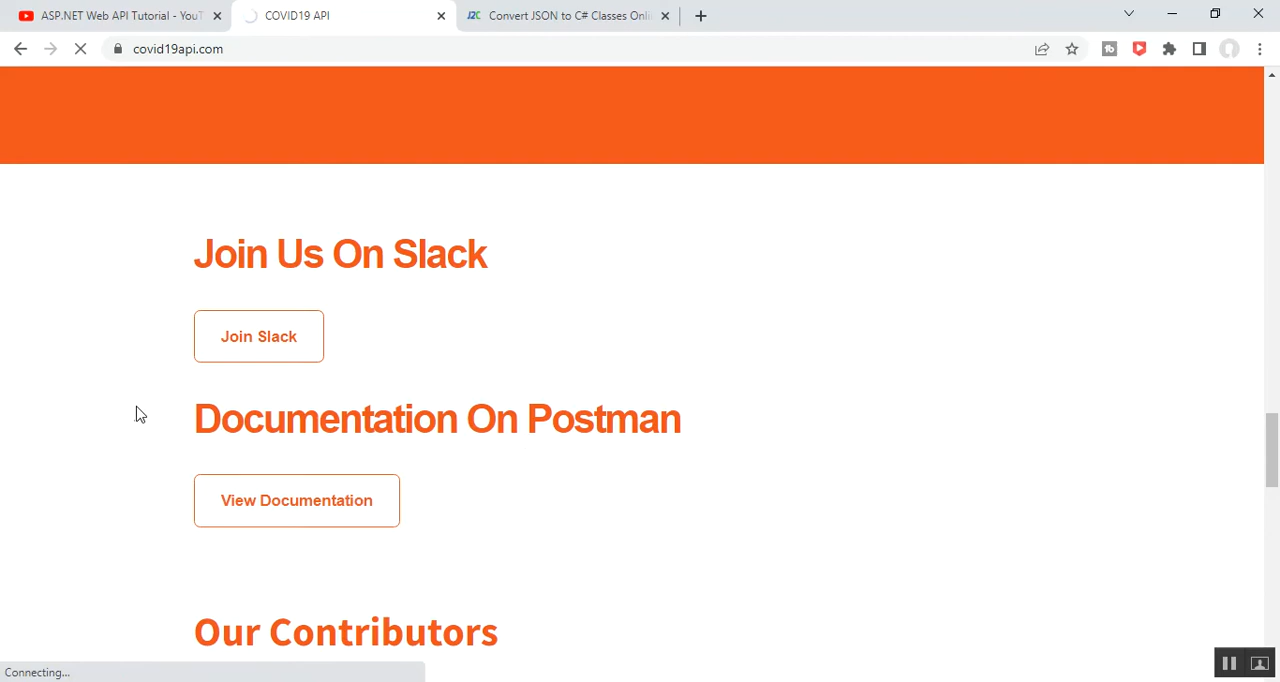 ASP.NET Web API Tutorial - YouT
COVID19 API
J2C
Convert JSON to C# Classes Onli
covid19api.com
Join Us On Slack
Join Slack
Documentation On Postman
View Documentation
Our Contributors
Connecting...